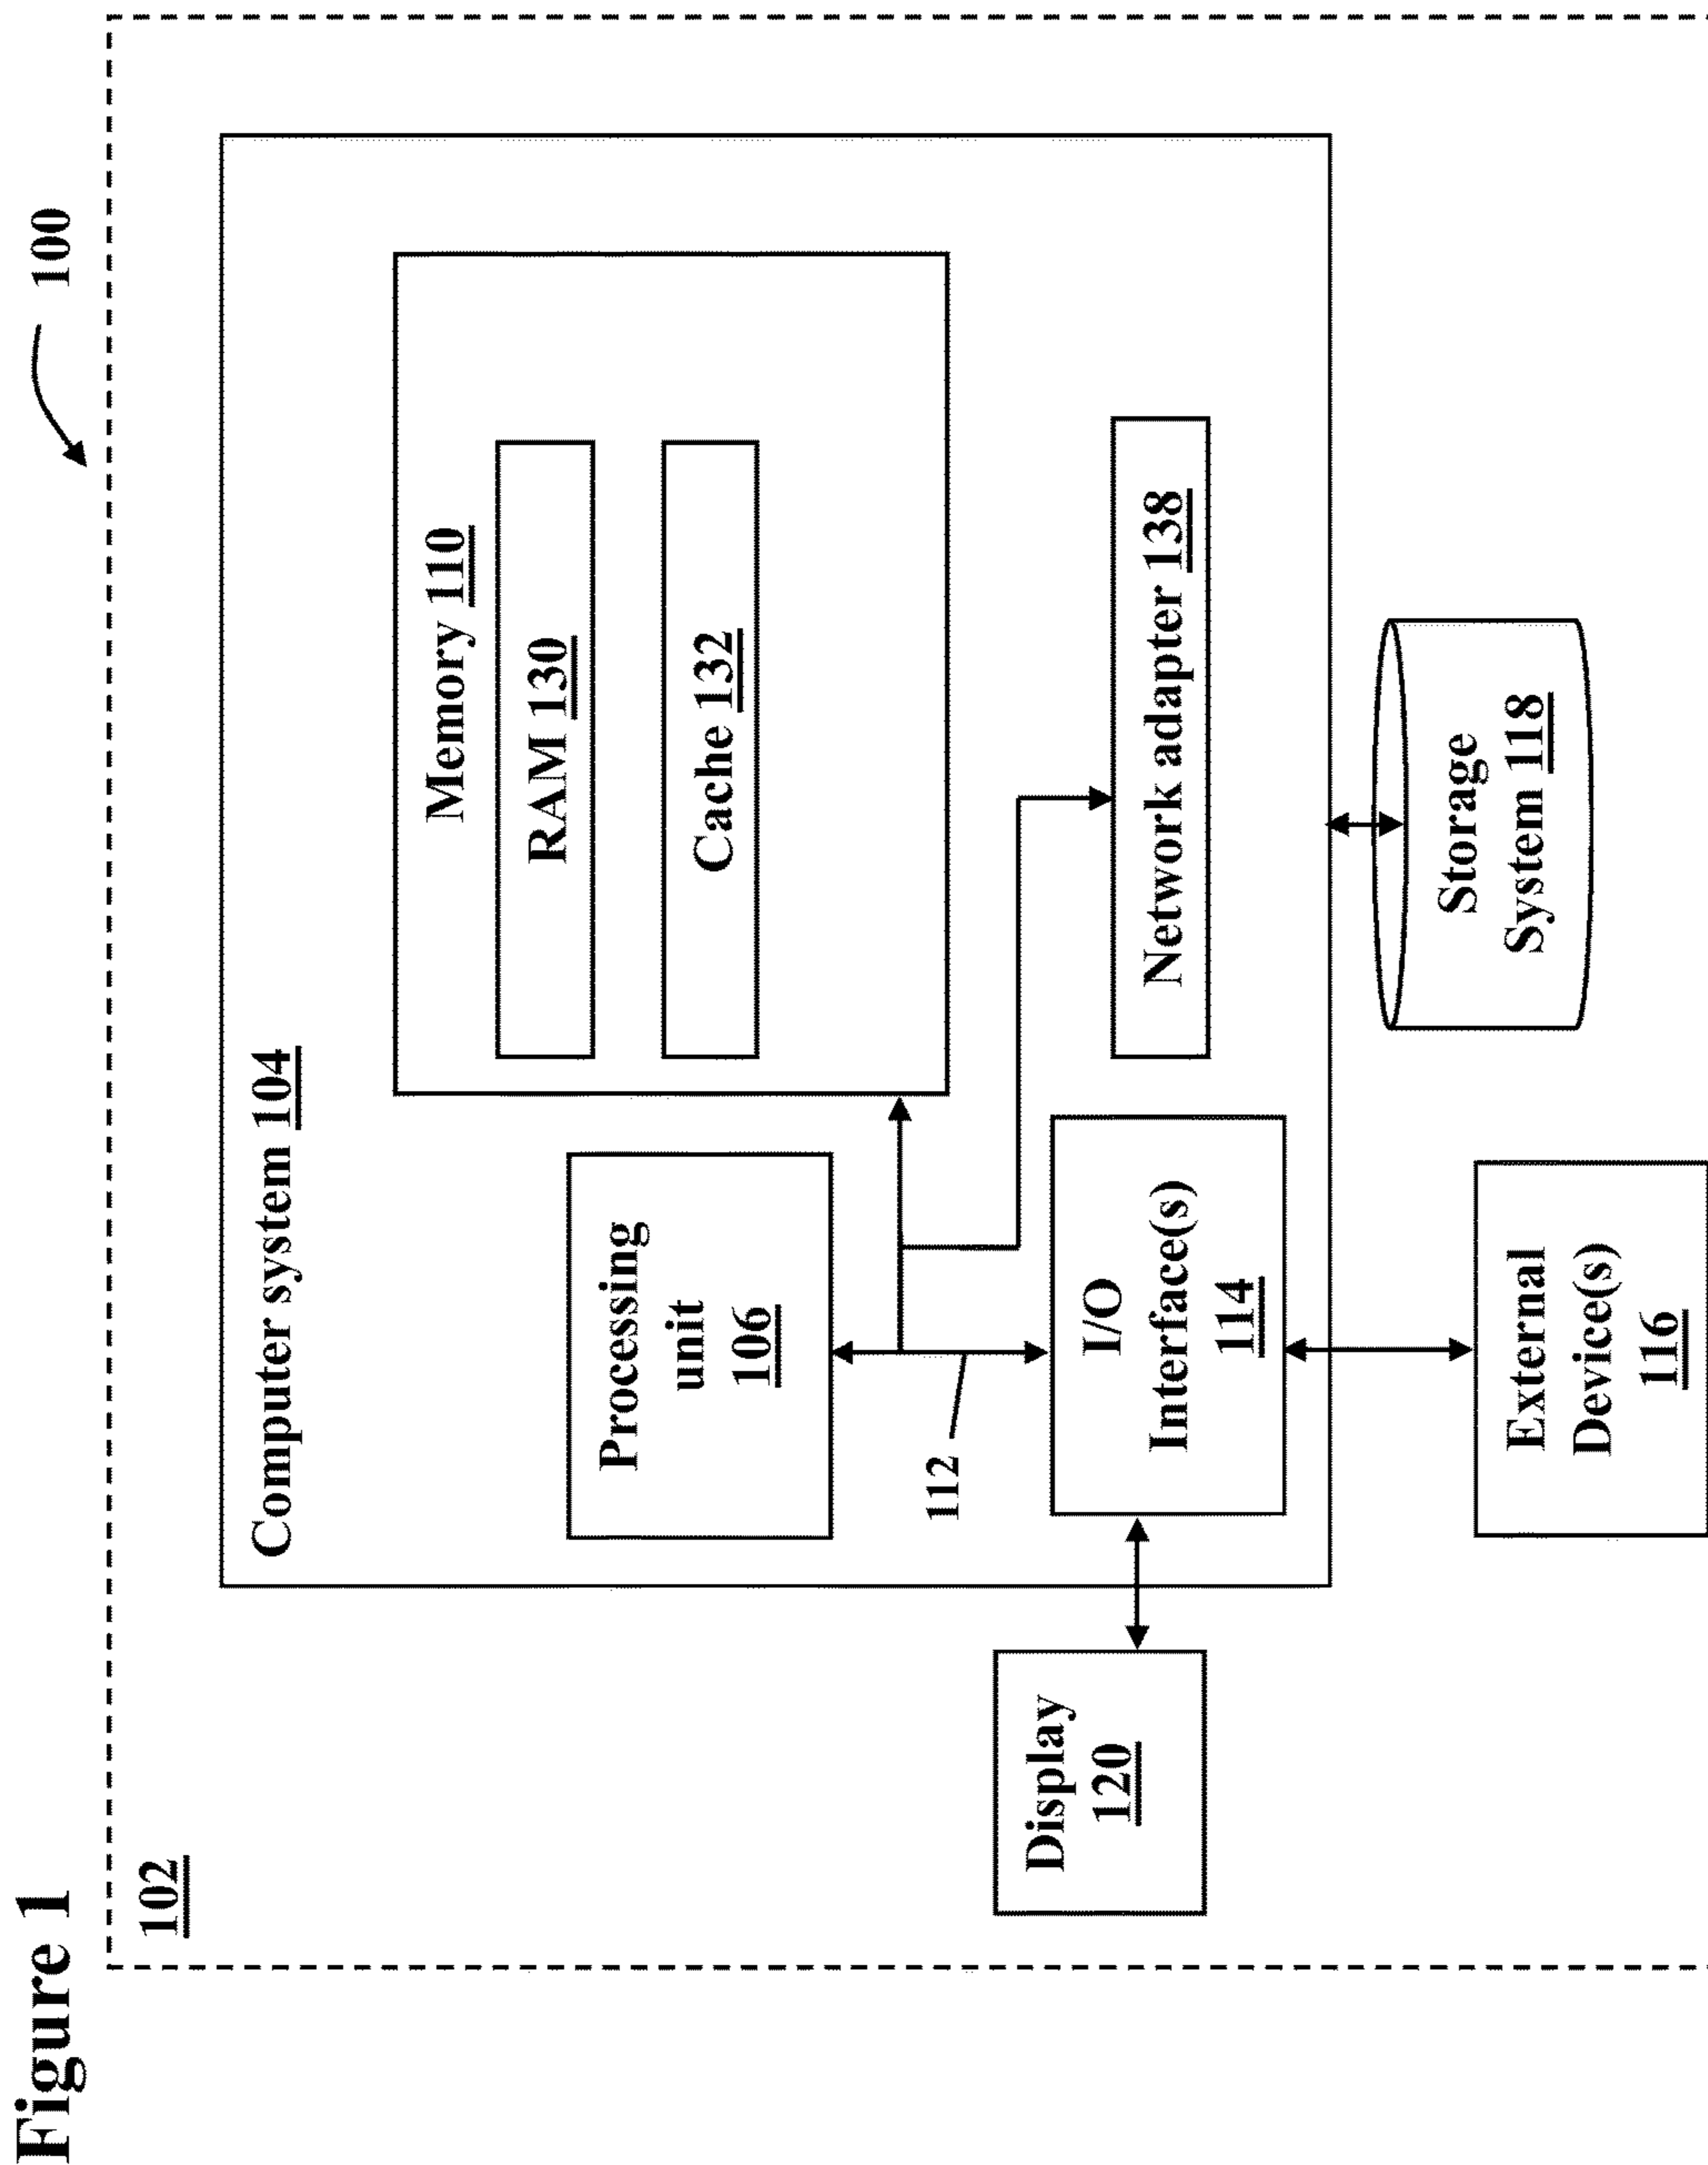 Figure 1
100
102
Computer system 104
Memory 110
RAM 130
Cache 132
Processing
unit
106
112
I/O
Interface(s)
114
Network adapter 138
Display
120
Storage
System 118
External
Device(s)
116